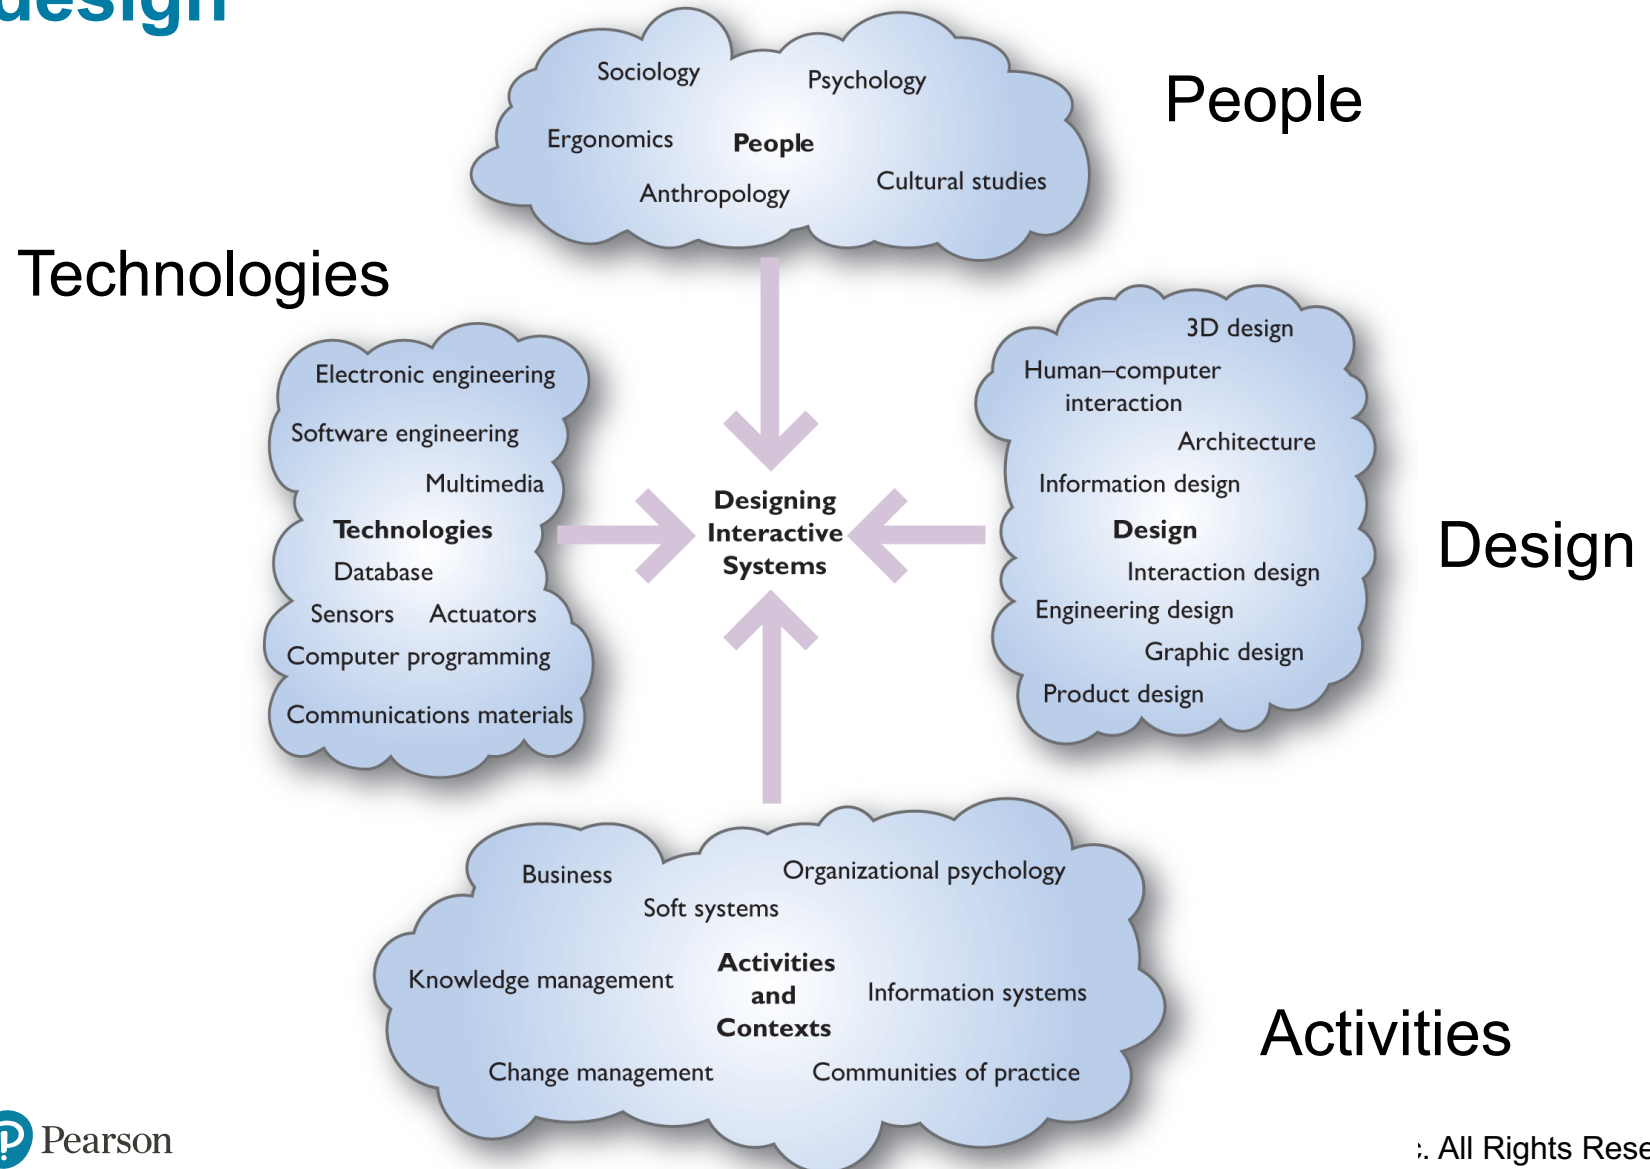 design
People
Sociology
Psychology
Ergonomics
People
Anthropology
Cultural studies
Technologies
Electronic engineering
Software engineering
Multimedia
Technologies
Database
Sensors Actuators
Computer programming
Communications materials
Designing
Interactive
Systems
3D design
Human–computer
interaction
Architecture
Information design
Design
Interaction design
Engineering design
Graphic design
Product design
Design
Business
Organizational psychology
Soft systems
Knowledge management
Activities
and
Contexts
Information systems
Change management
Communities of practice
Activities
Pearson
. All Rights Rese